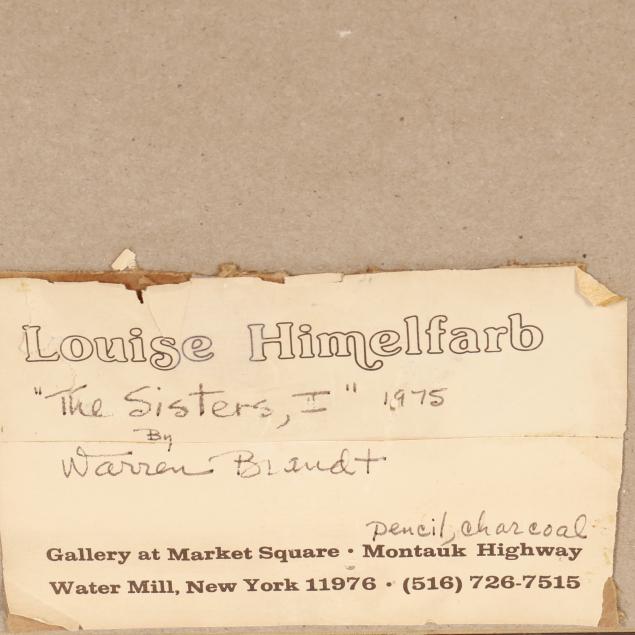 Louise Himelfarb
"The Sisters, I" 1975
By
Warren Brandt
pencil, charcoal
Gallery at Market Square • Montauk Highway
Water Mill, New York 11976 • (516) 726-7515